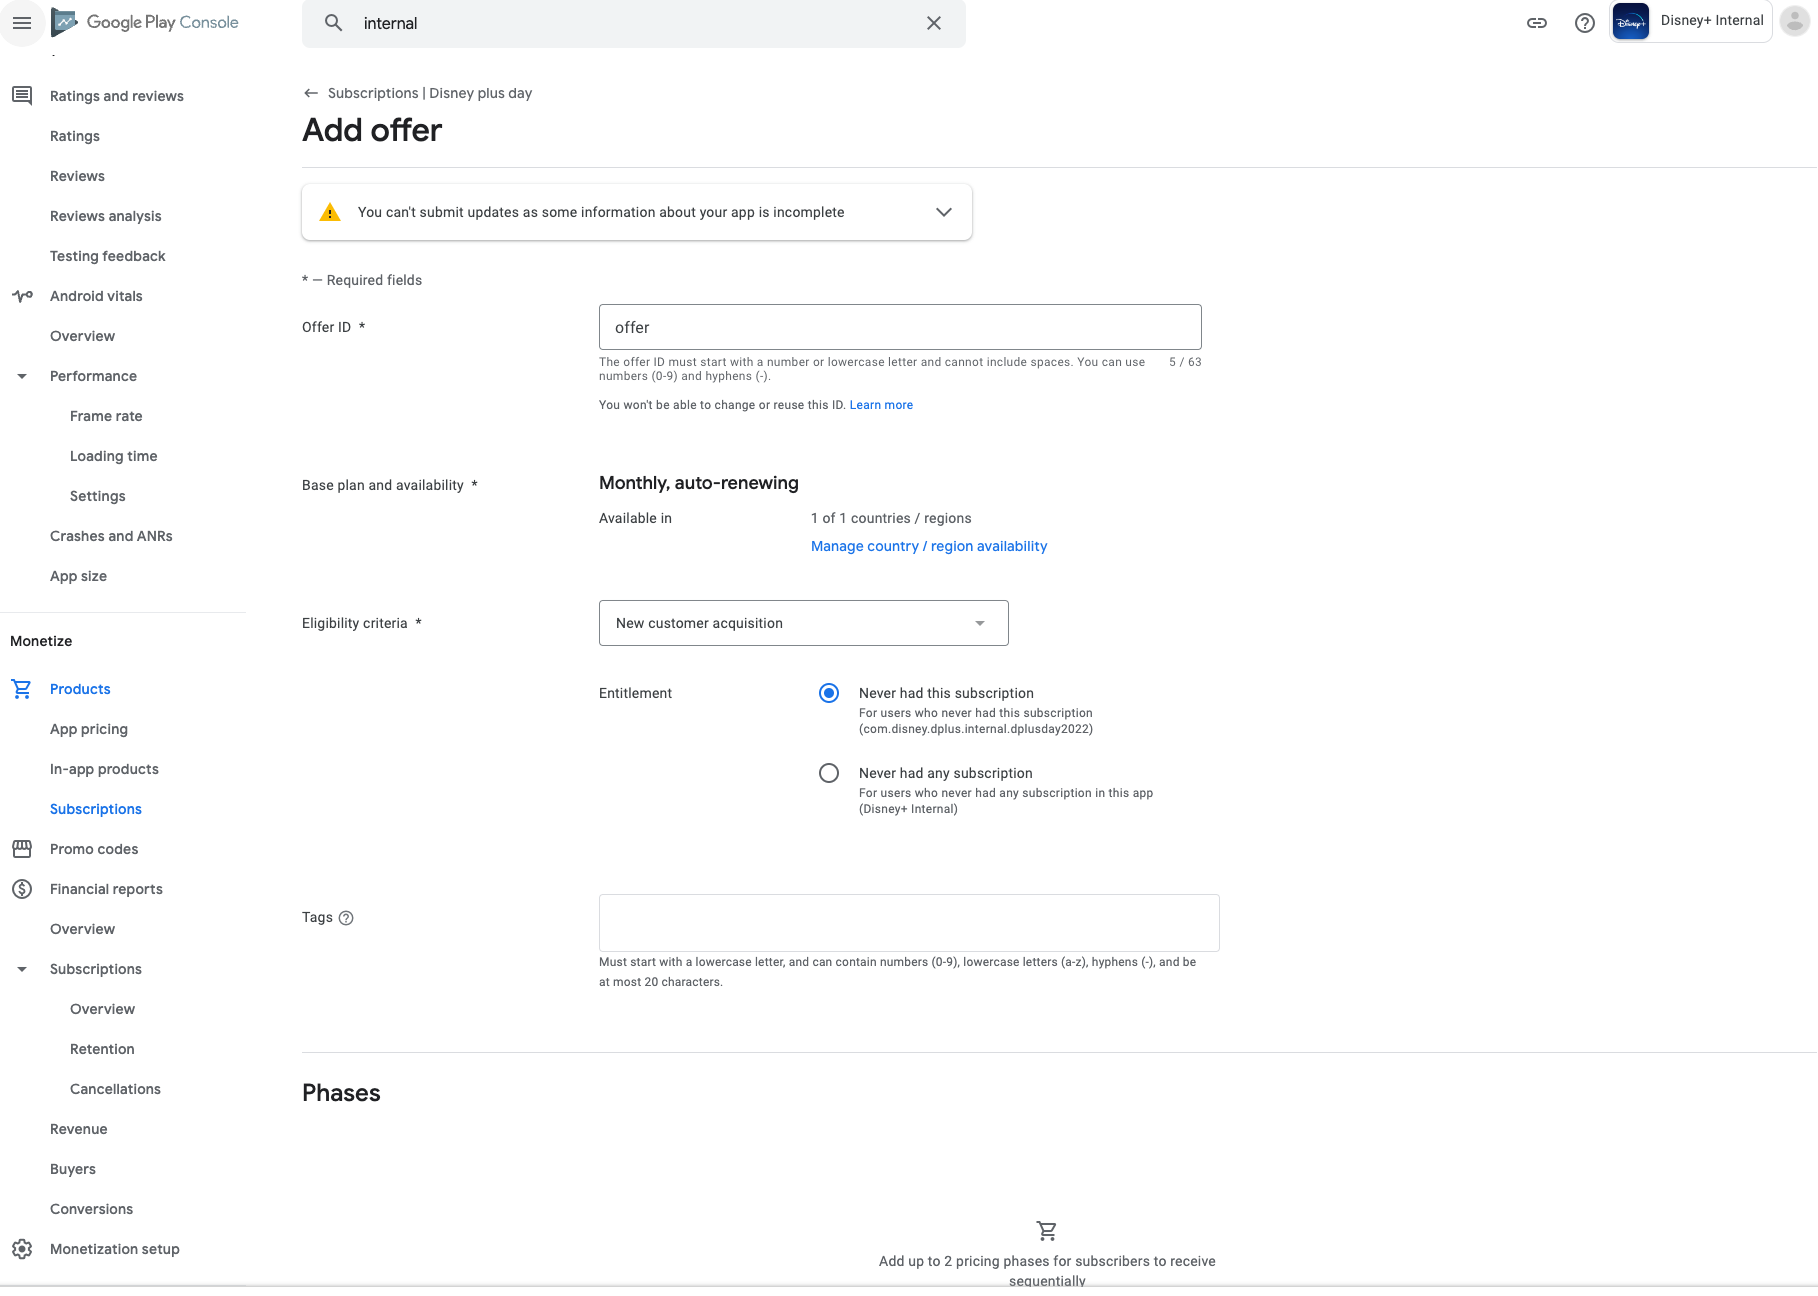 Google Play Console
internal
Disney+
Disney+ Internal
Ratings and reviews
Ratings
Reviews
Reviews analysis
Testing feedback
Android vitals
Overview
Performance
Frame rate
Loading time
Settings
Crashes and ANRs
App size
Monetize
Products
App pricing
In-app products
Subscriptions
Promo codes
Financial reports
Overview
Subscriptions
Overview
Retention
Cancellations
Revenue
Buyers
Conversions
Monetization setup
Subscriptions | Disney plus day
Add offer
You can't submit updates as some information about your app is incomplete
* — Required fields
Offer ID *
offer
The offer ID must start with a number or lowercase letter and cannot include spaces. You can use
numbers (0-9) and hyphens (-).
5 / 63
You won't be able to change or reuse this ID. Learn more
Base plan and availability *
Monthly, auto-renewing
Available in
1 of 1 countries / regions
Manage country / region availability
Eligibility criteria *
New customer acquisition
Entitlement
Never had this subscription
For users who never had this subscription
(com.disney.dplus.internal.dplusday2022)
Never had any subscription
For users who never had any subscription in this app
(Disney+ Internal)
Tags
Must start with a lowercase letter, and can contain numbers (0-9), lowercase letters (a-z), hyphens (-), and be
at most 20 characters.
Phases
Add up to 2 pricing phases for subscribers to receive
sequentially